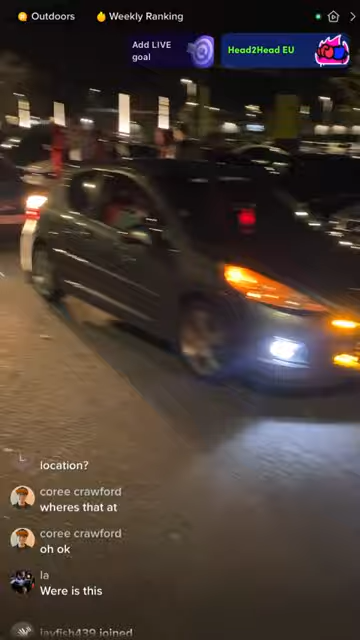 Outdoors
Weekly Ranking
Add LIVE
goal
Head2Head EU
location?
coree crawford
wheres that at
coree crawford
oh ok
la
Were is this
jayfish439 joined